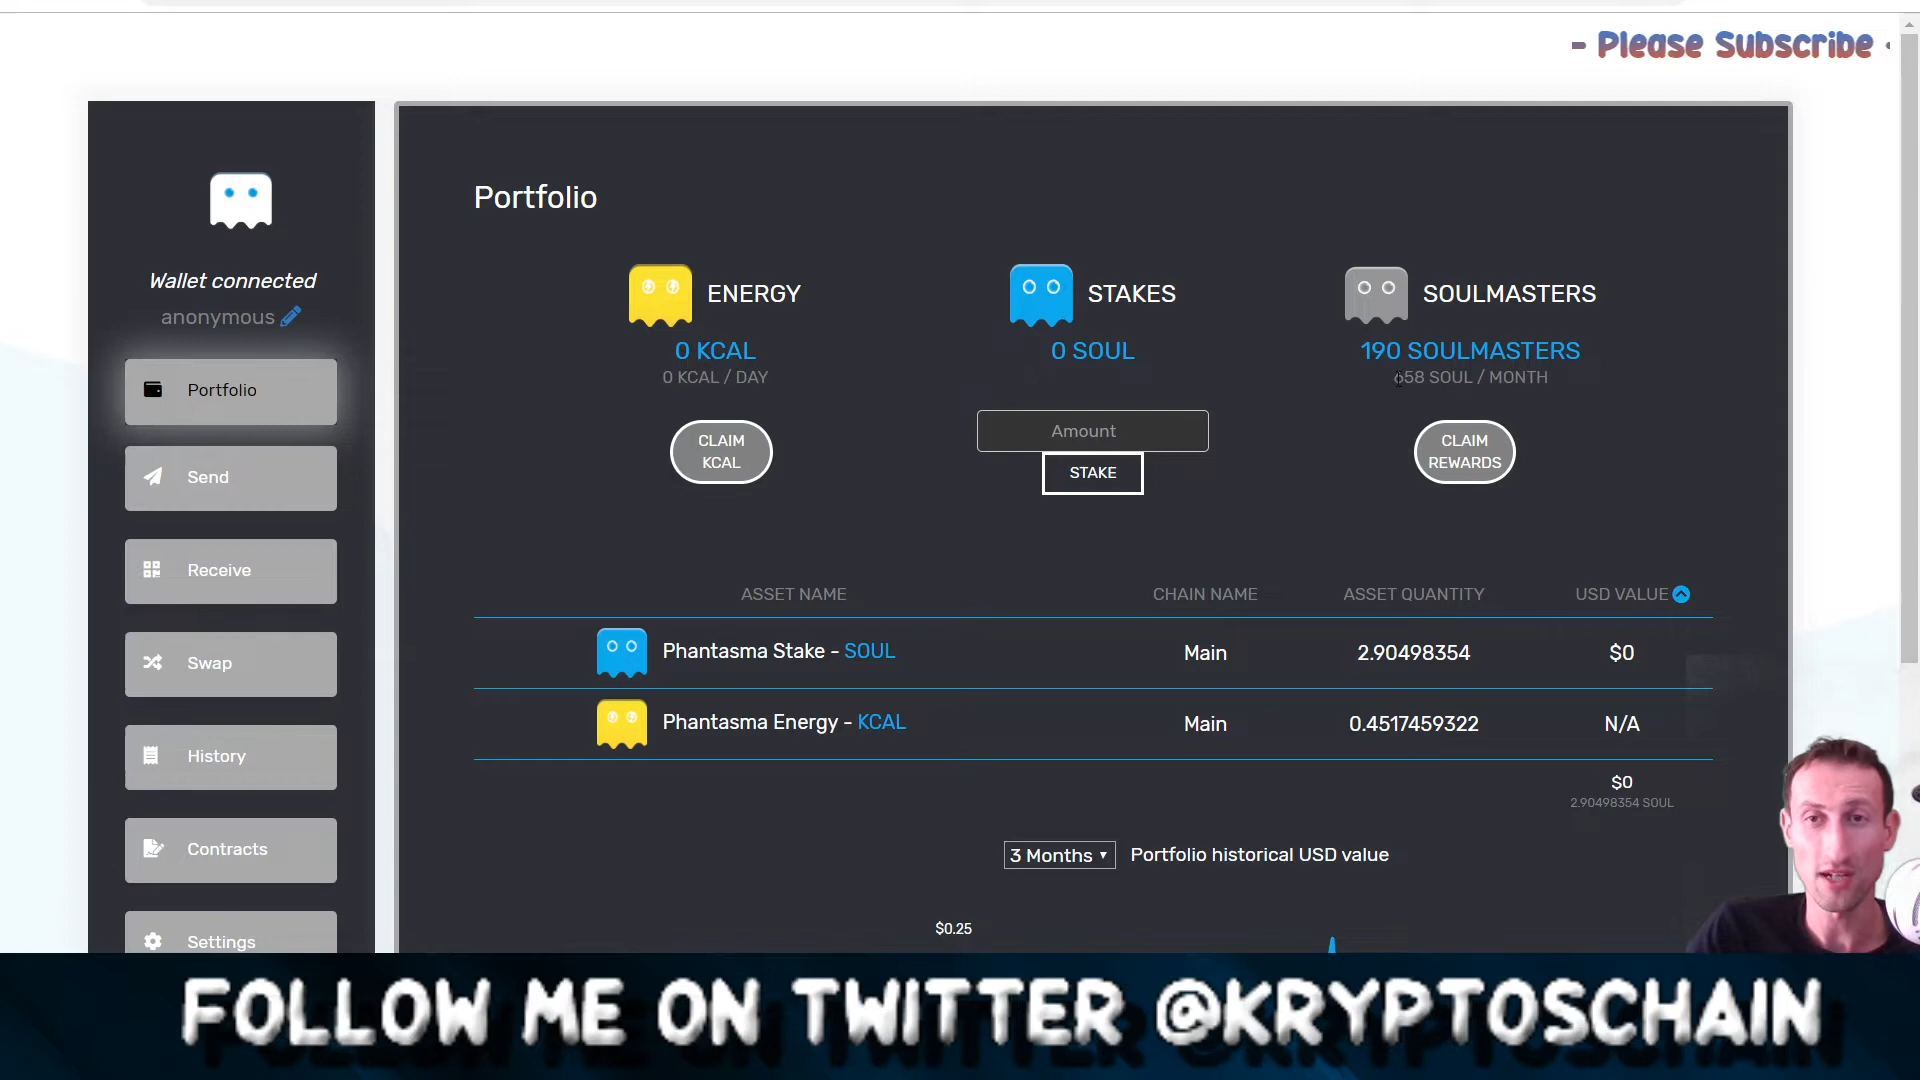 - Please Subscribe -
Portfolio
Wallet connected
anonymous
Portfolio
Send
Receive
Swap
History
Contracts
Settings
ENERGY
0 KCAL
0 KCAL / DAY
CLAIM
KCAL
STAKES
0 SOUL
Amount
STAKE
SOULMASTERS
190 SOULMASTERS
658 SOUL / MONTH
CLAIM
REWARDS
ASSET NAME CHAIN NAME ASSET QUANTITY USD VALUE
Phantasma Stake - SOUL Main 2.90498354 $0
Phantasma Energy - KCAL Main 0.4517459322 N/A
$0
2.90498354 SOUL
3 Months Portfolio historical USD value
$0.25
FOLLOW ME ON TWITTER @KRYPTOSCHAIN